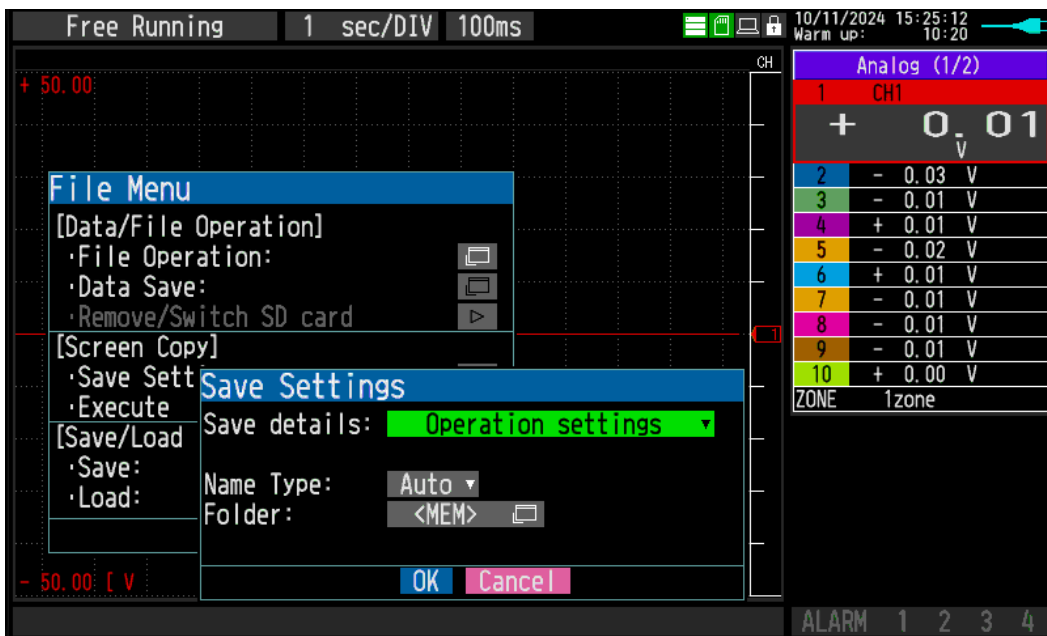 Free Running 1 sec/DIV 100ms
10/11/2024 15:25:12
Warm up: 10:20
CH
+ 50.00
File Menu
[Data/File Operation]
·File Operation:
·Data Save:
·Remove/Switch SD card
[Screen Copy]
·Save Sett
·Execute
[Save/Load
·Save:
·Load:
Save Settings
Save details: Operation settings
Name Type: Auto
Folder: <MEM>
OK Cancel
- 50.00 [ V
1
Analog (1/2)
1 CH1
+ 0.01
V
2 - 0.03 V
3 - 0.01 V
4 + 0.01 V
5 - 0.02 V
6 + 0.01 V
7 - 0.01 V
8 - 0.01 V
9 - 0.01 V
10 + 0.00 V
ZONE 1zone
ALARM 1 2 3 4